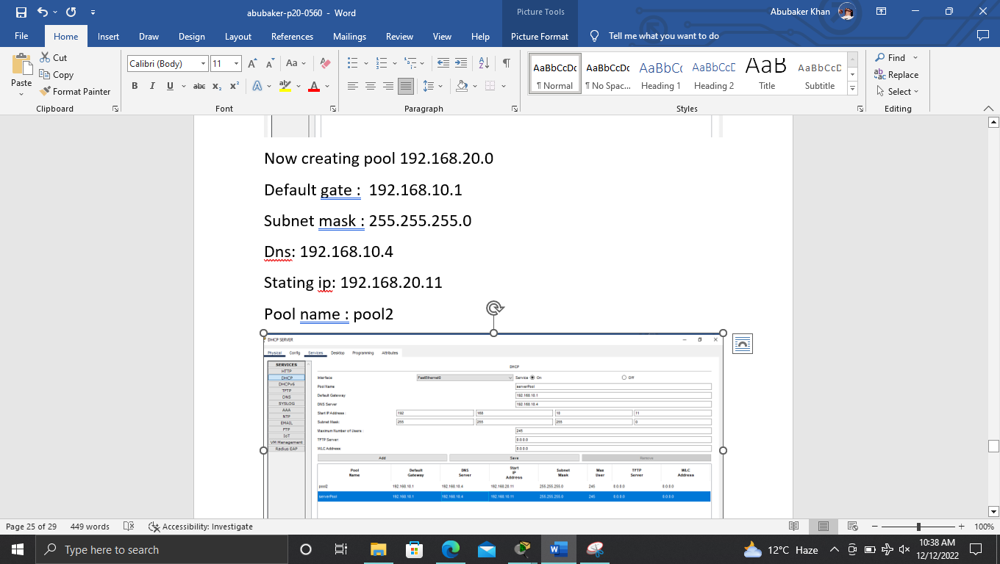 abubaker-p20-0560 - Word
Picture Tools
Abubaker Khan
File Home Insert Draw Design Layout References Mailings Review View Help Picture Format Tell me what you want to do
Paste
Cut
Copy
Format Painter
Calibri (Body) 11
AaBbCcDc AaBbCcDc AaBbCc AaBbCcD AaB AaBbCcD
¶ Normal ¶ No Spac... Heading 1 Heading 2 Title Subtitle
Find
Replace
Select
Clipboard Font Paragraph Styles Editing
Now creating pool 192.168.20.0
Default gate : 192.168.10.1
Subnet mask : 255.255.255.0
Dns: 192.168.10.4
Stating ip: 192.168.20.11
Pool name : pool2
DHCP SERVER
Physical Config Services Desktop Programming Attributes
SERVICES
HTTP
DHCP
DHCPv6
TFTP
DNS
SYSLOG
AAA
NTP
EMAIL
FTP
IoT
VM Management
Radius EAP
DHCP
Interface FastEthernet0 Service On Off
Pool Name serverPool
Default Gateway 192.168.10.1
DNS Server 192.168.10.4
Start IP Address : 192 168 10 11
Subnet Mask: 255 255 255 0
Maximum Number of Users : 245
TFTP Server: 0.0.0.0
WLC Address: 0.0.0.0
Add Save Remove
Pool Name Default Gateway DNS Server Start IP Address Subnet Mask Max User TFTP Server WLC Address
pool2 192.168.10.1 192.168.10.4 192.168.20.11 255.255.255.0 245 0.0.0.0 0.0.0.0
serverPool 192.168.10.1 192.168.10.4 192.168.10.11 255.255.255.0 245 0.0.0.0 0.0.0.0
Page 25 of 29 449 words Accessibility: Investigate 100%
Type here to search
12°C Haze
10:38 AM
12/12/2022